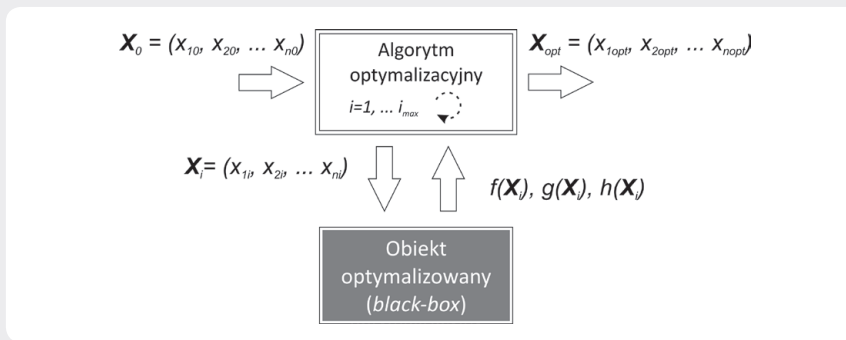 X₀ = (x₁₀, x₂₀, ... xₙ₀)
Algorytm
optymalizacyjny
i=1, ... iₘₐₓ
Xopt = (x1opt, x2opt, ... xnopt)
Xi= (x1i, x2i, ... xni)
f(Xi), g(Xi), h(Xi)
Obiekt
optymalizowany
(black-box)